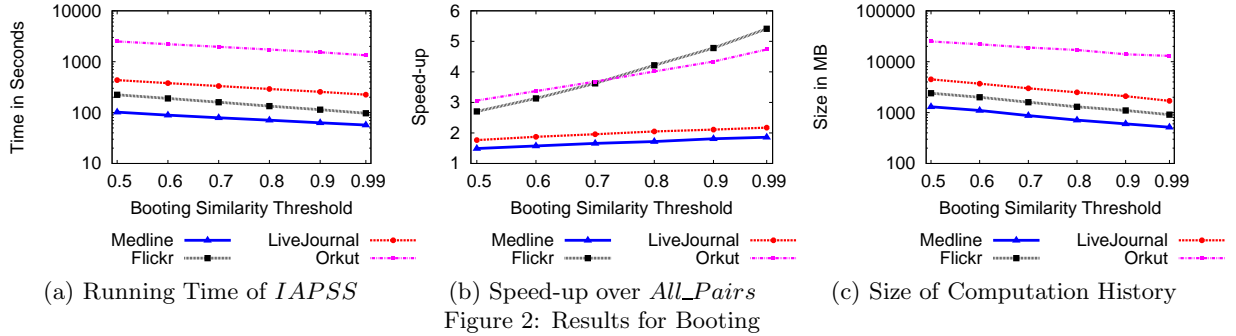 Time in Seconds
10000
1000
100
10
0.5 0.6 0.7 0.8 0.9 0.99
Booting Similarity Threshold
Medline LiveJournal
Flickr Orkut
(a) Running Time of IAPSS
Speed-up
6
5
4
3
2
1
0.5 0.6 0.7 0.8 0.9 0.99
Booting Similarity Threshold
Medline LiveJournal
Flickr Orkut
(b) Speed-up over All_Pairs
Size in MB
100000
10000
1000
100
0.5 0.6 0.7 0.8 0.9 0.99
Booting Similarity Threshold
Medline LiveJournal
Flickr Orkut
(c) Size of Computation History
Figure 2: Results for Booting